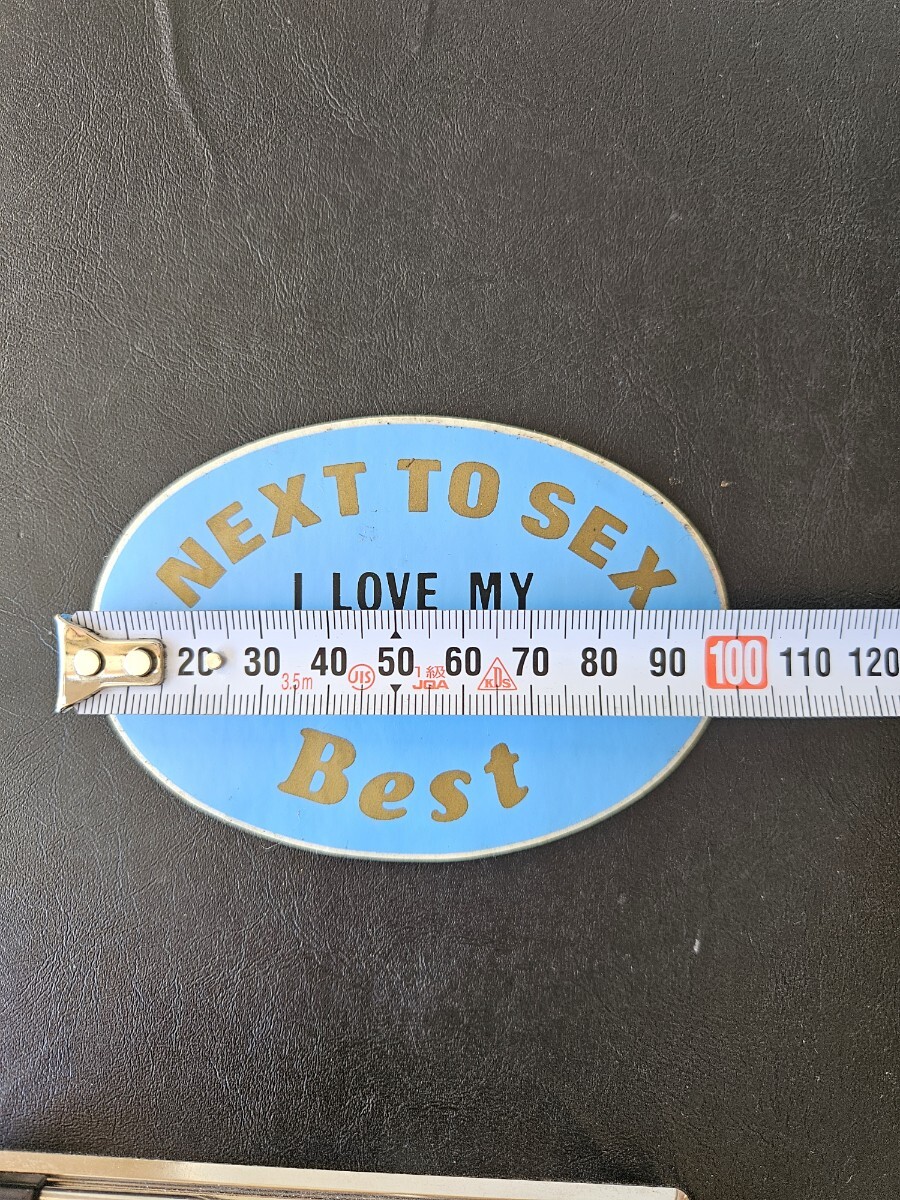 NEXT TO SEX
I LOVE MY
20 30 40 50 60 70 80 90 100 110 120
3.5m JIS 1級 JQA KDS
Best